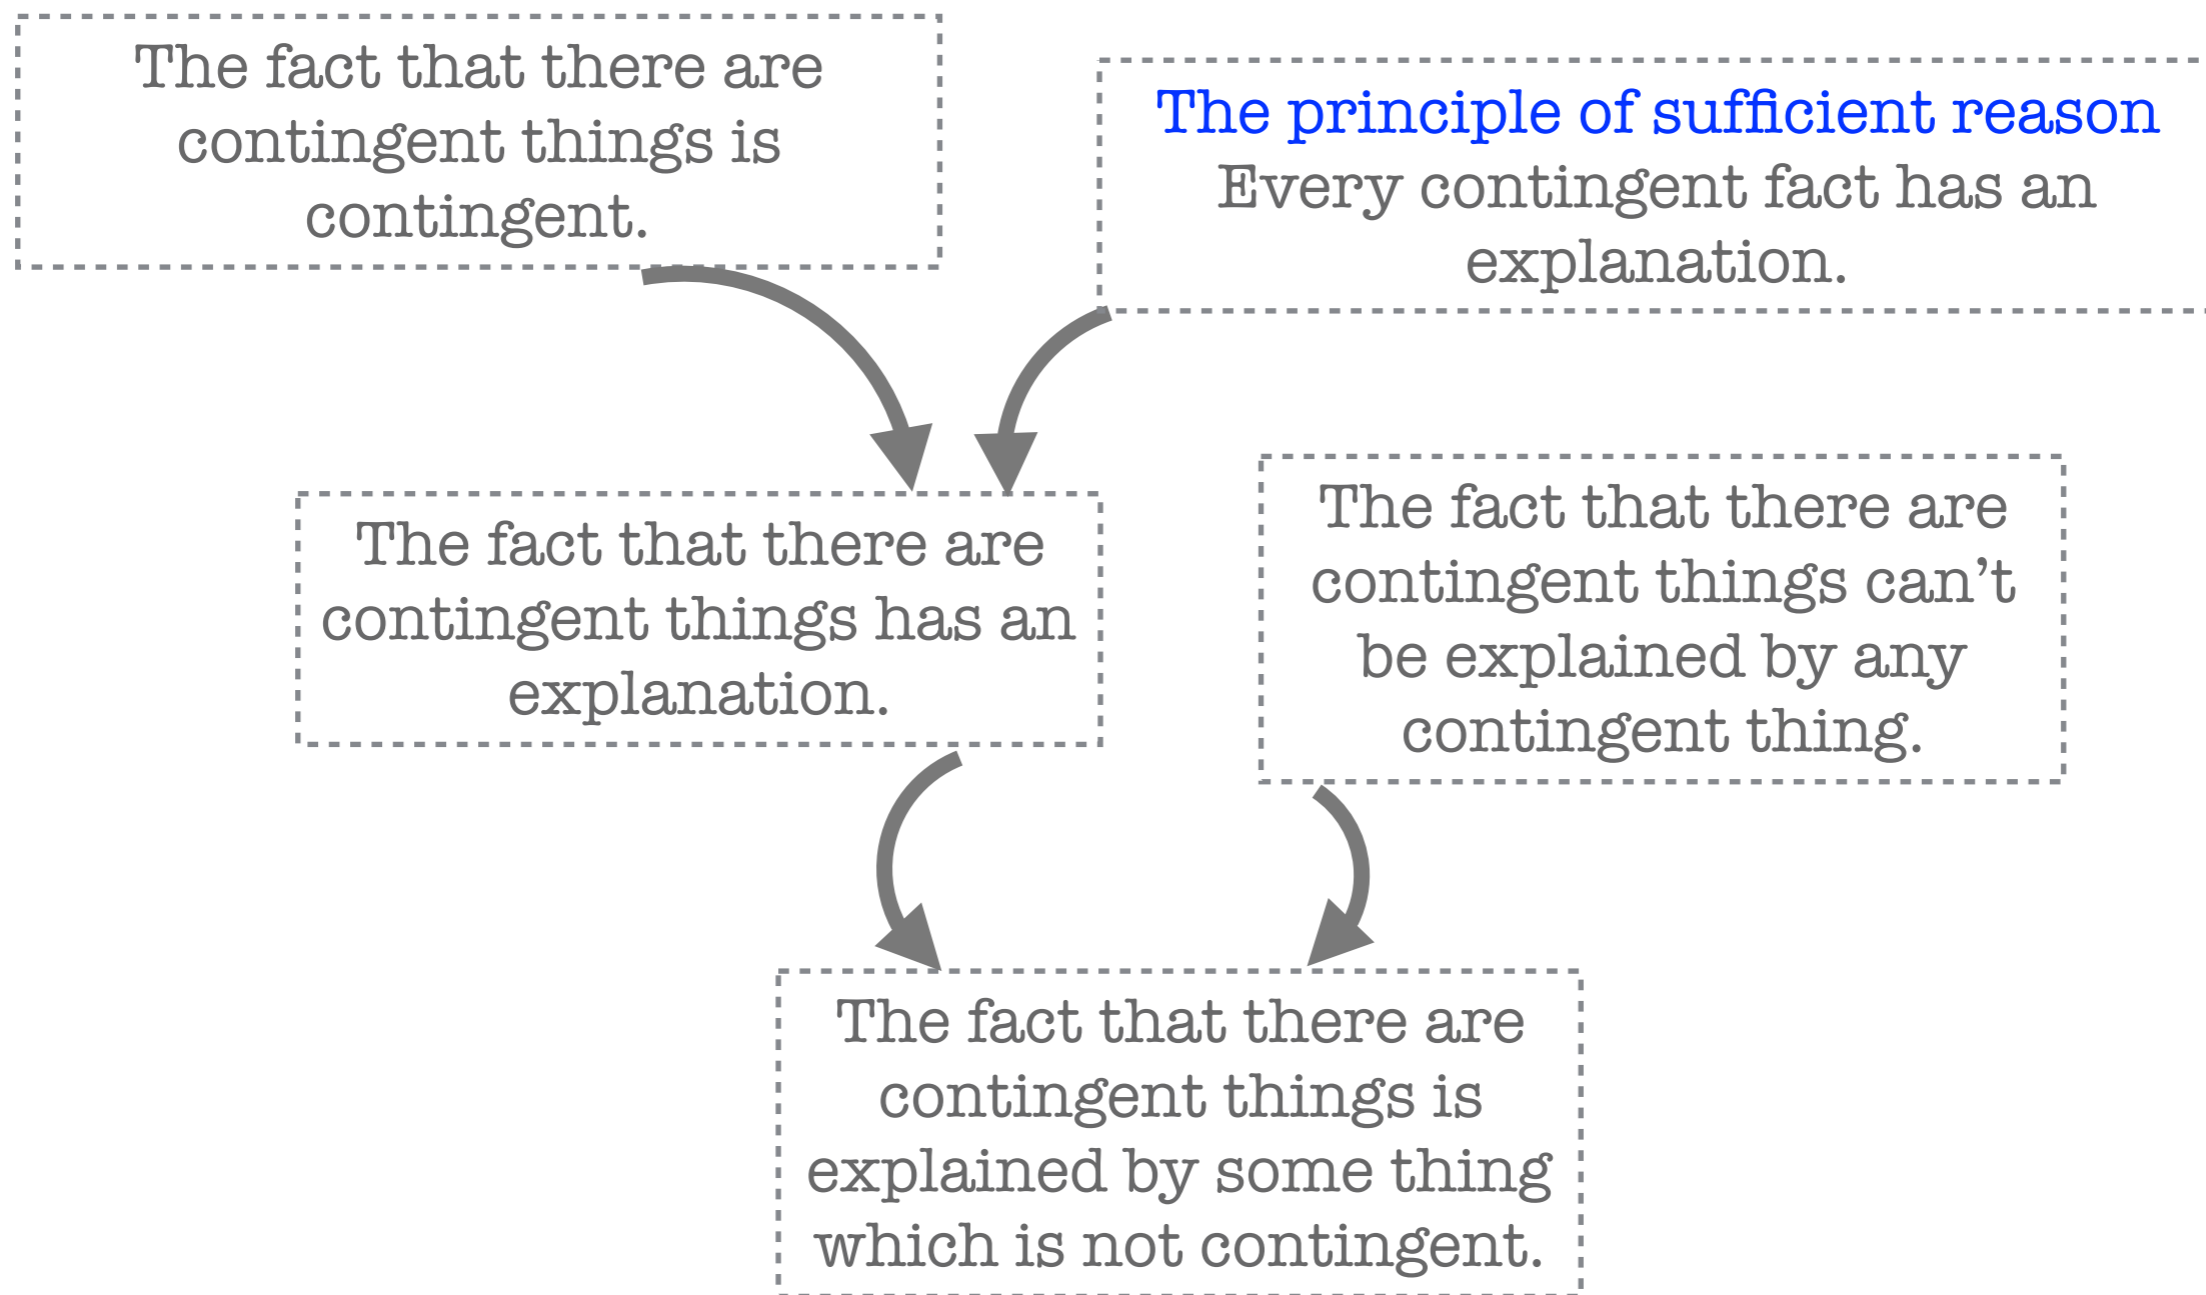 The fact that there are
contingent things is
contingent.
The principle of sufficient reason
Every contingent fact has an
explanation.
The fact that there are
contingent things has an
explanation.
The fact that there are
contingent things can’t
be explained by any
contingent thing.
The fact that there are
contingent things is
explained by some thing
which is not contingent.